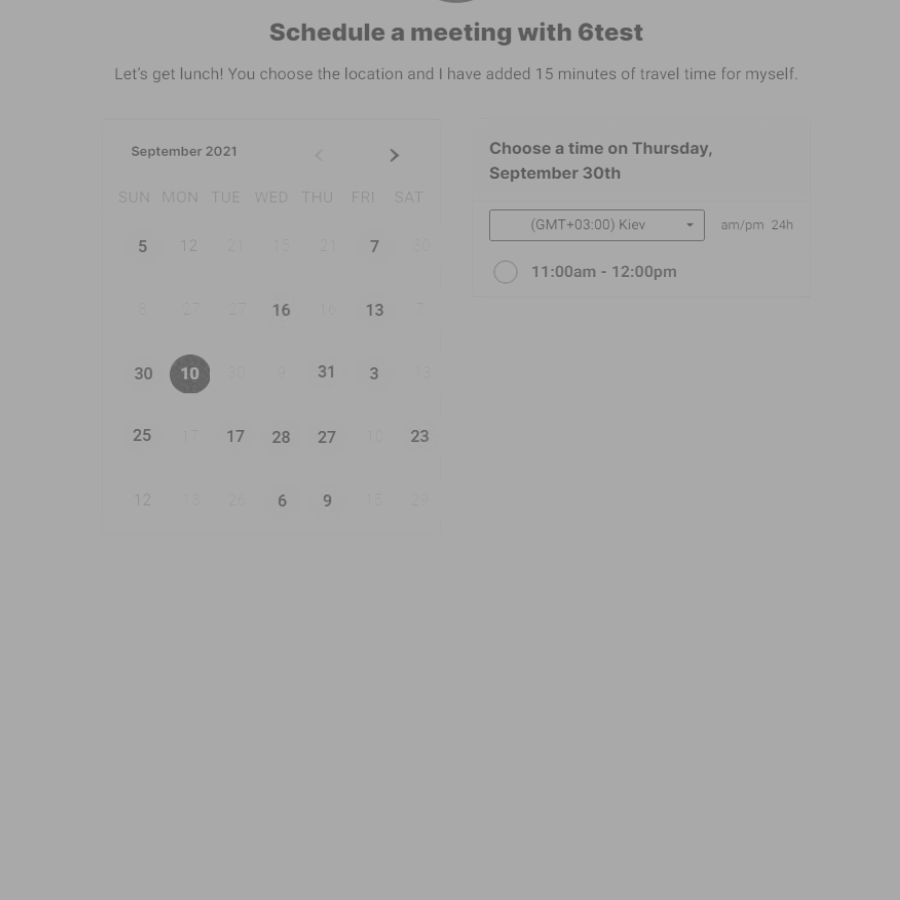 Schedule a meeting with 6test
Let's get lunch! You choose the location and I have added 15 minutes of travel time for myself.
September 2021
SUN MON TUE WED THU FRI SAT
5 12 21 15 21 7 30
3 27 27 16 16 13 7
30 10 30 9 31 3 13
25 17 17 28 27 10 23
12 13 26 6 9 15 29
Choose a time on Thursday,
September 30th
(GMT+03:00) Kiev am/pm 24h
11:00am - 12:00pm